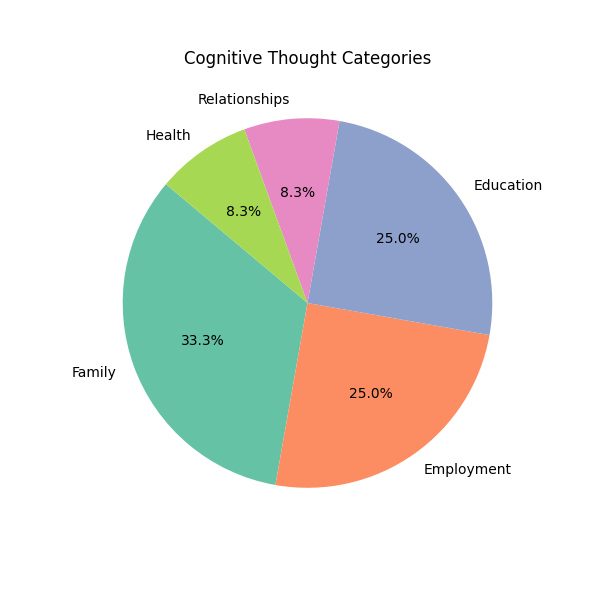 Cognitive Thought Categories
Relationships
Health
8.3%
8.3%
Education
25.0%
33.3%
Family
25.0%
Employment